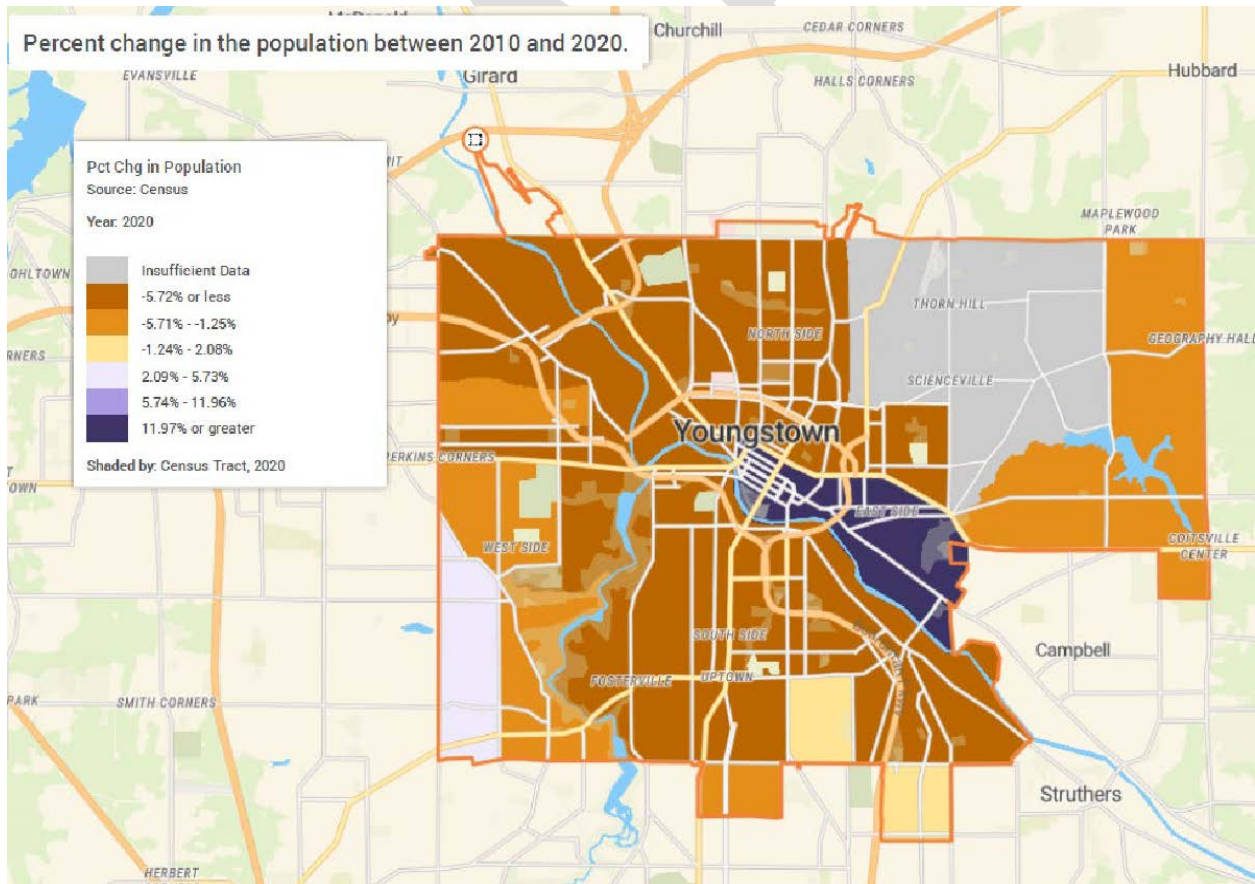 McDonald
Percent change in the population between 2010 and 2020.
Churchill
CEDAR CORNERS
EVANSVILLE
Girard
HALLS CORNERS
Hubbard
Pct Chg in Population
Source: Census
Year: 2020
Insufficient Data
-5.72% or less
-5.71% - -1.25%
-1.24% - 2.08%
2.09% - 5.73%
5.74% - 11.96%
11.97% or greater
Shaded by: Census Tract, 2020
MAPLEWOOD
PARK
OHLTOWN
THORN HILL
NORTH SIDE
GEOGRAPHY HALL
SCIENCEVILLE
Youngstown
PERKINS CORNERS
EAST SIDE
WEST SIDE
COITSVILLE
CENTER
SOUTH SIDE
Campbell
FOSTERVILLE
UPTOWN
PARK
SMITH CORNERS
Struthers
HERBERT